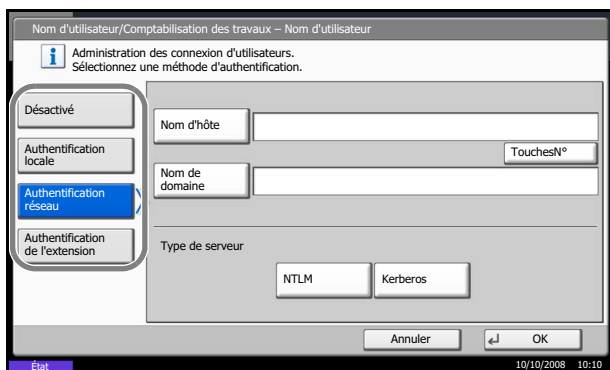 Nom d'utilisateur/Comptabilisation des travaux – Nom d'utilisateur
Administration des connexion d'utilisateurs.
Sélectionnez une méthode d'authentification.
Désactivé
Authentification
locale
Authentification
réseau
Authentification
de l'extension
Nom d'hôte
TouchesN°
Nom de
domaine
Type de serveur
NTLM
Kerberos
Annuler
OK
État
10/10/2008 10:10